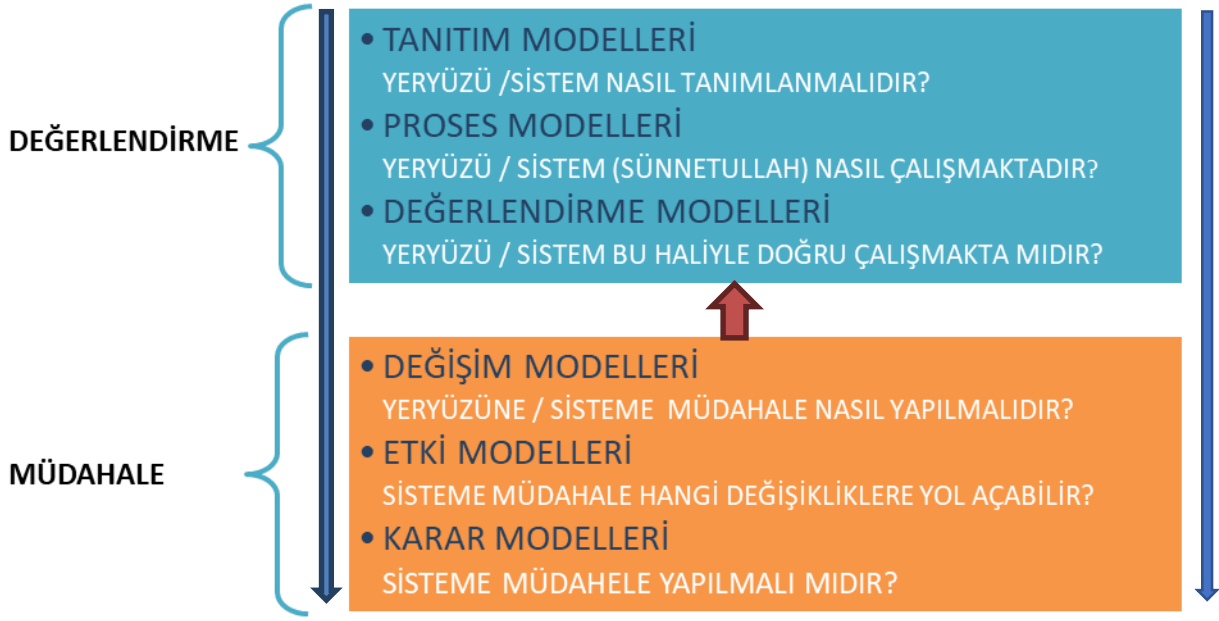 DEĞERLENDİRME
• TANITIM MODELLERİ
YERYÜZÜ /SİSTEM NASIL TANIMLANMALIDIR?
• PROSES MODELLERİ
YERYÜZÜ / SİSTEM (SÜNNETULLAH) NASIL ÇALIŞMAKTADIR?
• DEĞERLENDİRME MODELLERİ
YERYÜZÜ / SİSTEM BU HALİYLE DOĞRU ÇALIŞMAKTA MIDIR?
MÜDAHALE
• DEĞİŞİM MODELLERİ
YERYÜZÜNE / SİSTEME MÜDAHALE NASIL YAPILMALIDIR?
• ETKİ MODELLERİ
SİSTEME MÜDAHALE HANGİ DEĞİŞİKLİKLERE YOL AÇABİLİR?
• KARAR MODELLERİ
SİSTEME MÜDAHELE YAPILMALI MIDIR?